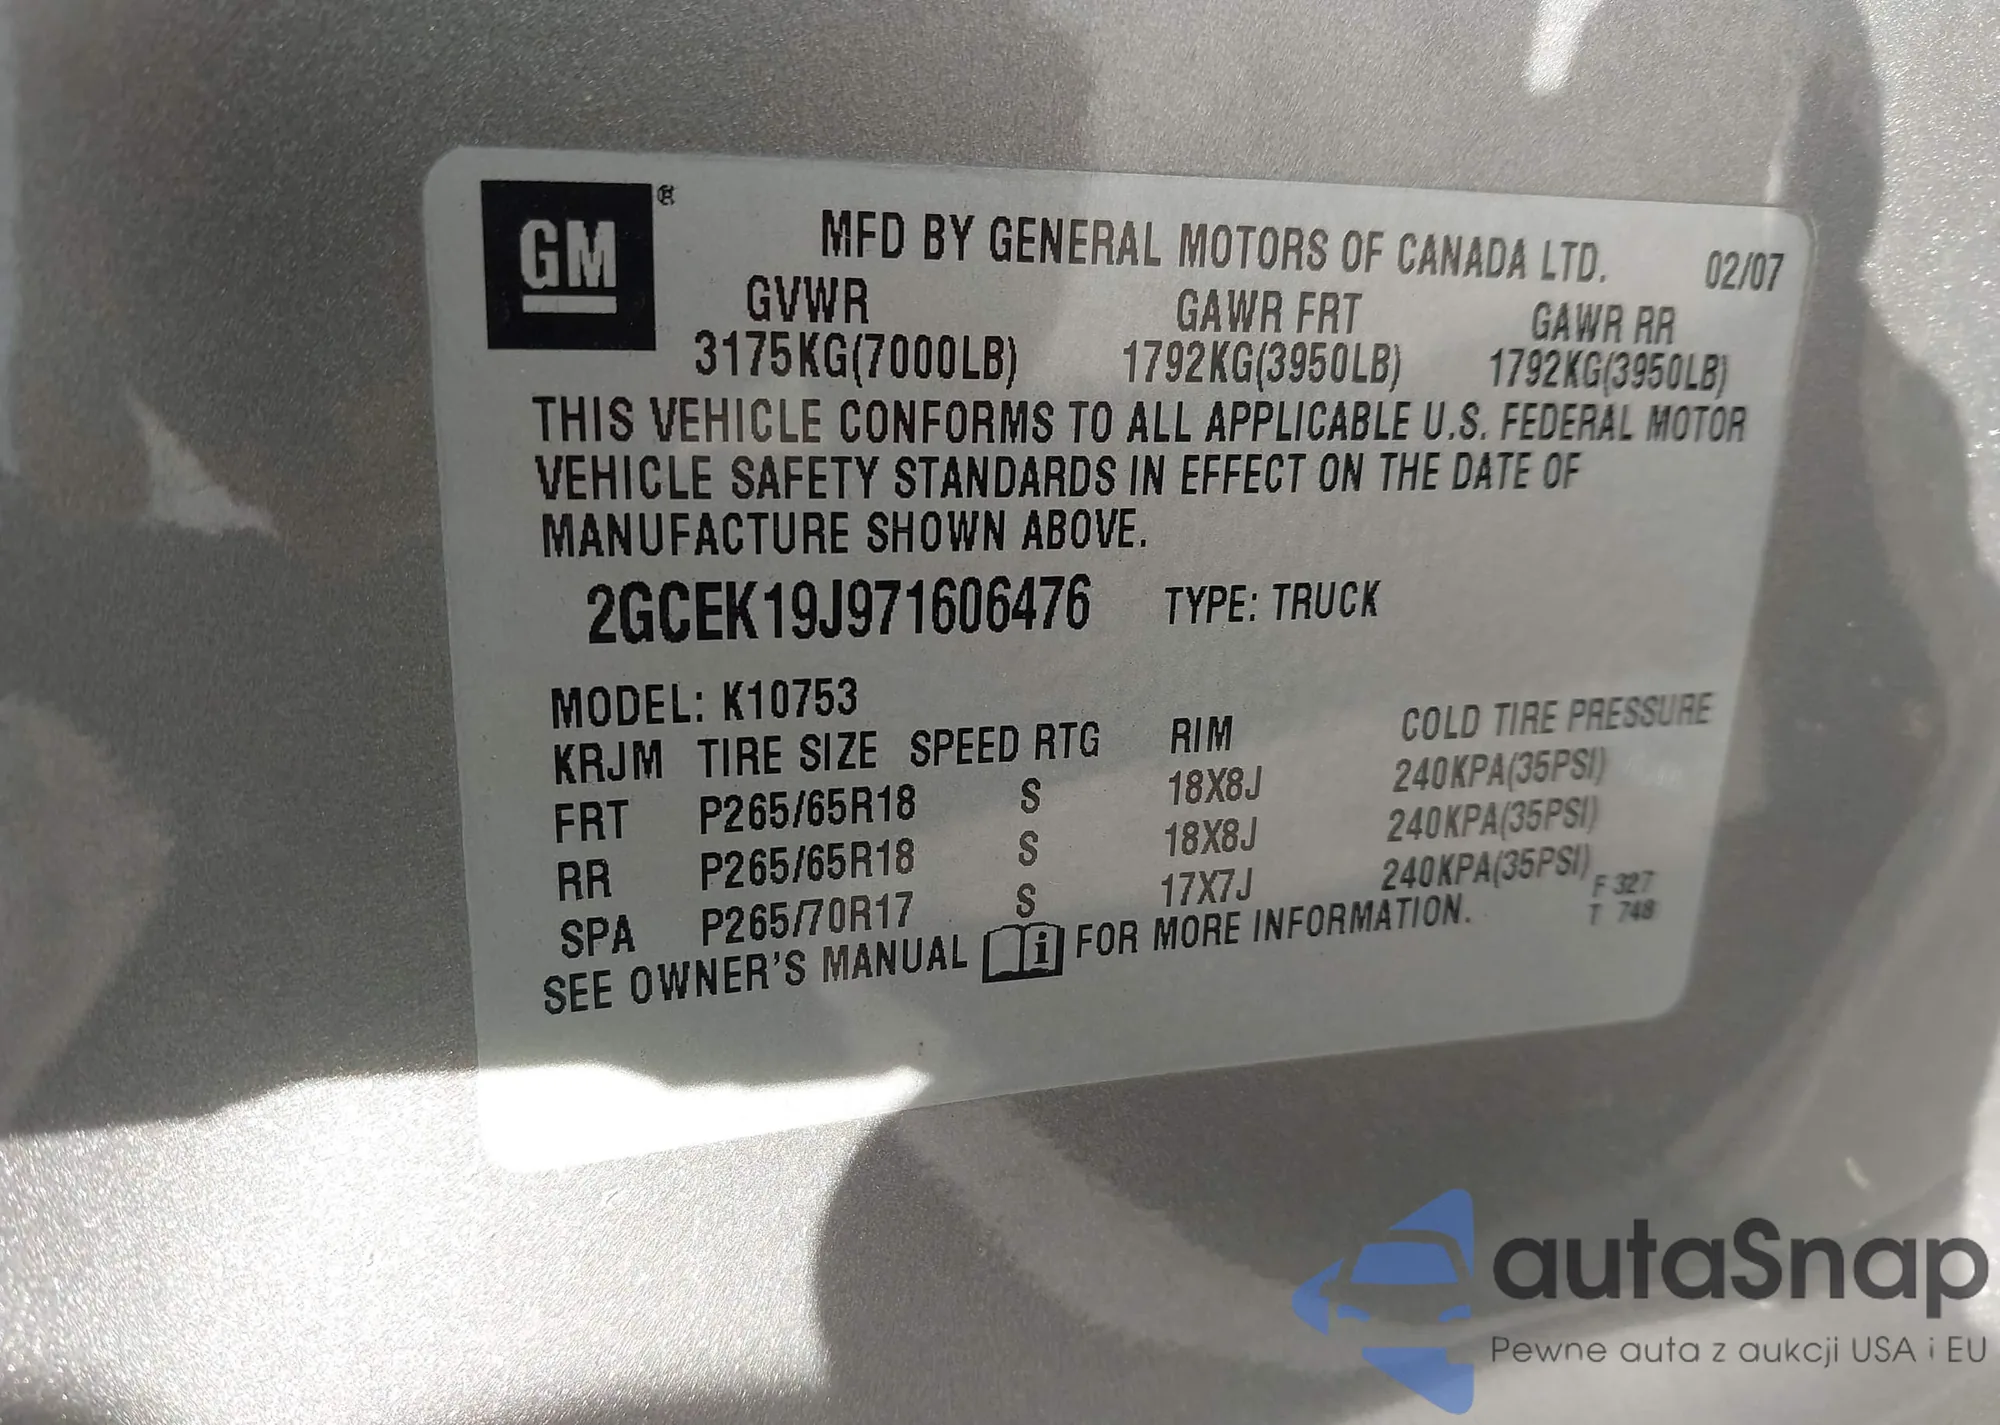 GM ®
MFD BY GENERAL MOTORS OF CANADA LTD. 02/07
GVWR GAWR FRT GAWR RR
3175KG(7000LB) 1792KG(3950LB) 1792KG(3950LB)
THIS VEHICLE CONFORMS TO ALL APPLICABLE U.S. FEDERAL MOTOR
VEHICLE SAFETY STANDARDS IN EFFECT ON THE DATE OF
MANUFACTURE SHOWN ABOVE.
2GCEK19J971606476 TYPE: TRUCK
MODEL: K10753
KRJM TIRE SIZE SPEED RTG RIM COLD TIRE PRESSURE
FRT P265/65R18 S 18X8J 240KPA(35PSI)
RR P265/65R18 S 18X8J 240KPA(35PSI)
SPA P265/70R17 S 17X7J 240KPA(35PSI) F 327
T 748
SEE OWNER'S MANUAL i FOR MORE INFORMATION.
autaSnap
Pewne auta z aukcji USA i EU